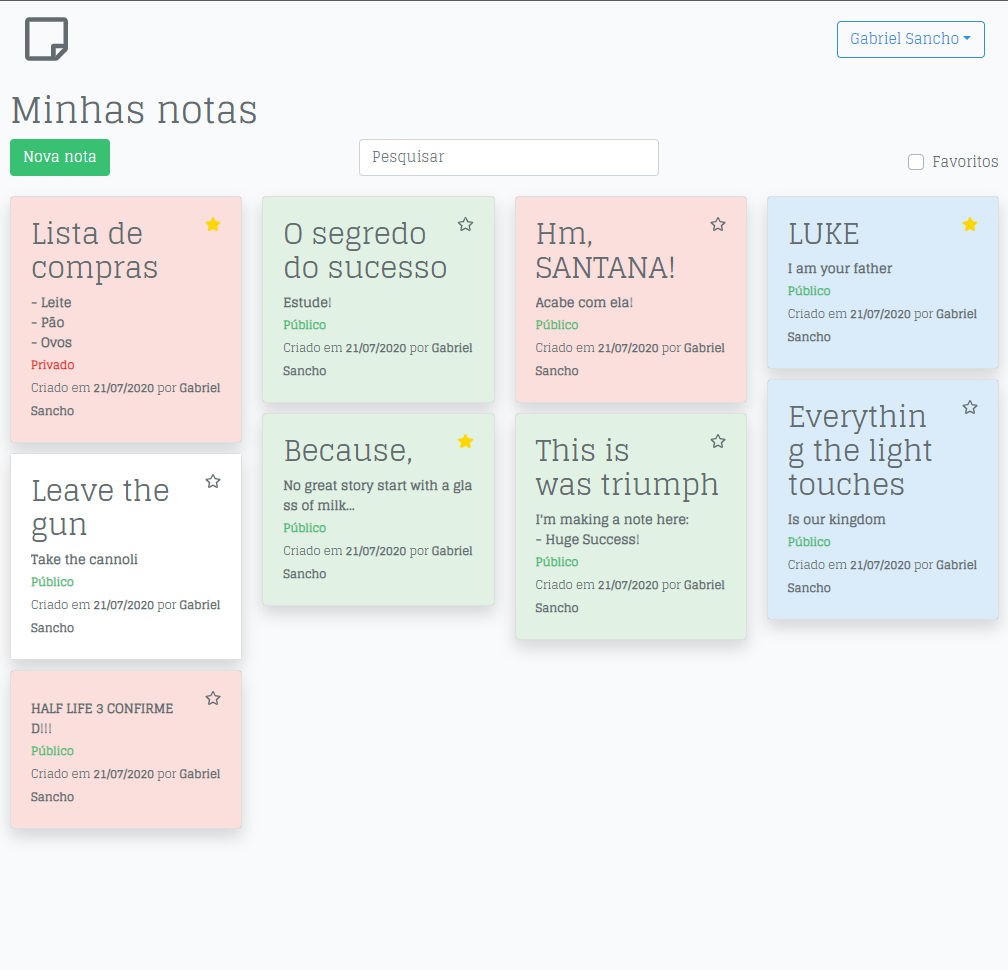 Gabriel Sancho
Minhas notas
Nova nota
Pesquisar
Favoritos
Lista de
compras
- Leite
- Pão
- Ovos
Privado
Criado em 21/07/2020 por Gabriel
Sancho
Leave the
gun
Take the cannoli
Público
Criado em 21/07/2020 por Gabriel
Sancho
HALF LIFE 3 CONFIRME
D!!!
Público
Criado em 21/07/2020 por Gabriel
Sancho
O segredo
do sucesso
Estude!
Público
Criado em 21/07/2020 por Gabriel
Sancho
Because,
No great story start with a gla
ss of milk...
Público
Criado em 21/07/2020 por Gabriel
Sancho
Hm,
SANTANA!
Acabe com ela!
Público
Criado em 21/07/2020 por Gabriel
Sancho
This is
was triumph
I'm making a note here:
- Huge Success!
Público
Criado em 21/07/2020 por Gabriel
Sancho
LUKE
I am your father
Público
Criado em 21/07/2020 por Gabriel
Sancho
Everythin
g the light
touches
Is our kingdom
Público
Criado em 21/07/2020 por Gabriel
Sancho